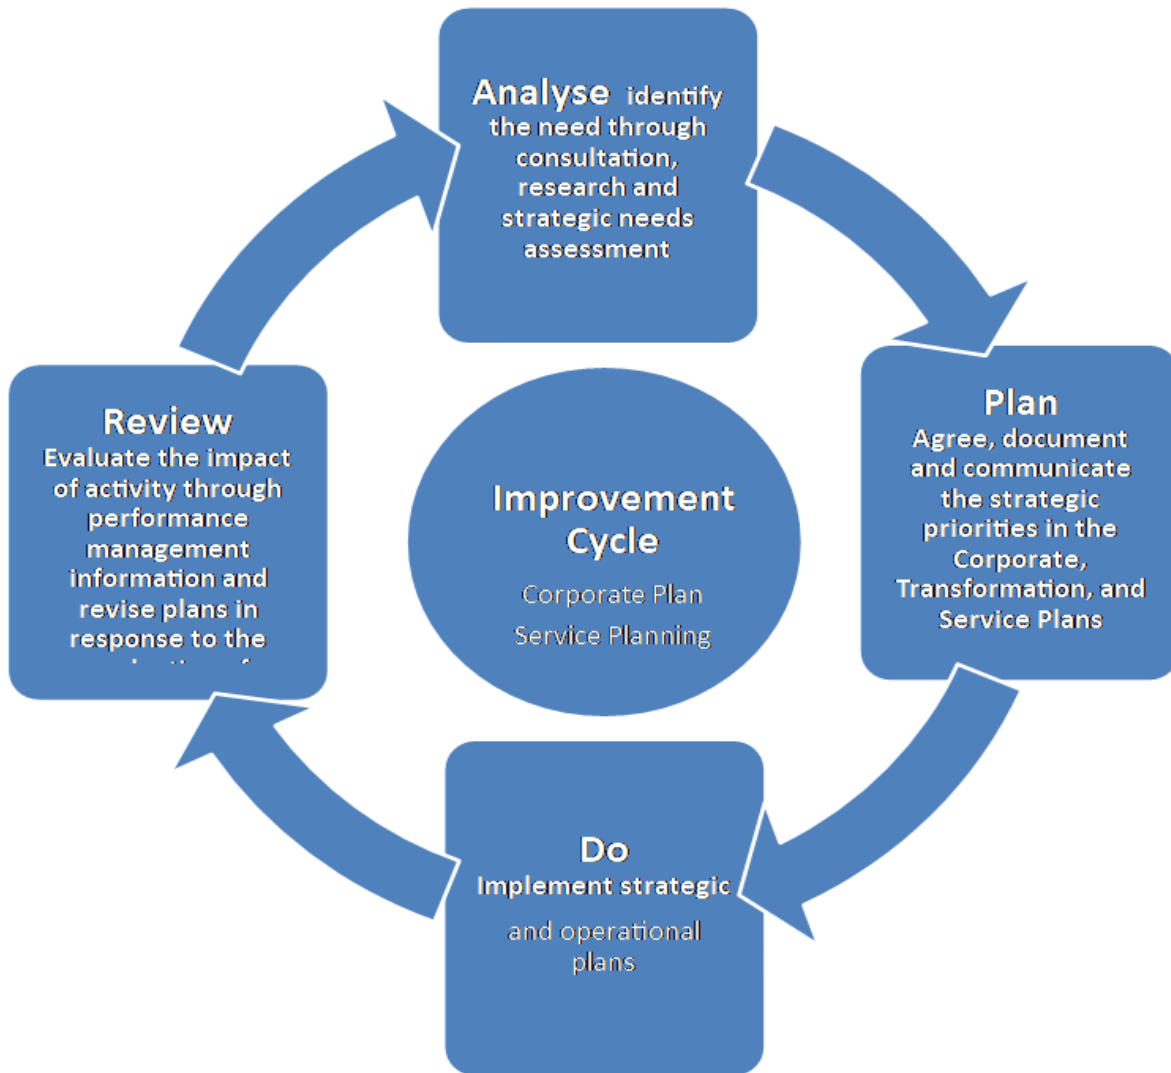 Analyse identify
the need through
consultation,
research and
strategic needs
assessment
Plan
Agree, document
and communicate
the strategic
priorities in the
Corporate,
Transformation, and
Service Plans
Do
Implement strategic
and operational
plans
Review
Evaluate the impact
of activity through
performance
management
information and
revise plans in
response to the
Improvement
Cycle
Corporate Plan
Service Planning